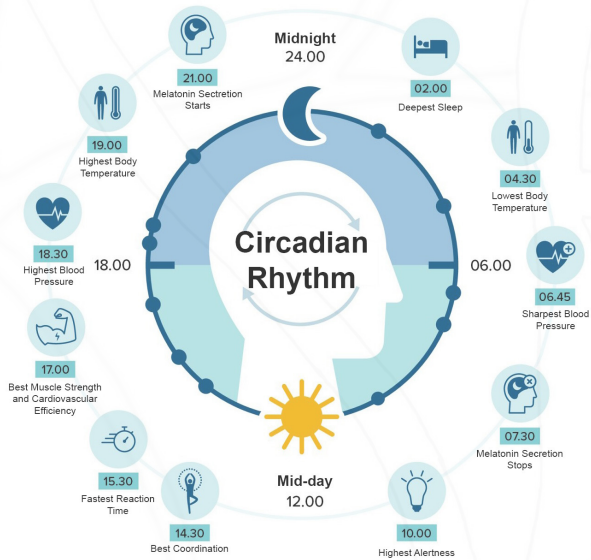 Midnight
24.00
21.00
Melatonin Sectretion
Starts
02.00
Deepest Sleep
19.00
Highest Body
Temperature
04.30
Lowest Body
Temperature
18.30
Highest Blood
Pressure
18.00
Circadian
Rhythm
06.00
06.45
Sharpest Blood
Pressure
17.00
Best Muscle Strength
and Cardiovascular
Efficiency
07.30
Melatonin Secretion
Stops
15.30
Fastest Reaction
Time
Mid-day
12.00
14.30
Best Coordination
10.00
Highest Alertness